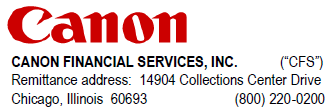 Canon
CANON FINANCIAL SERVICES, INC. ("CFS")
Remittance address: 14904 Collections Center Drive
Chicago, Illinois 60693 (800) 220-0200